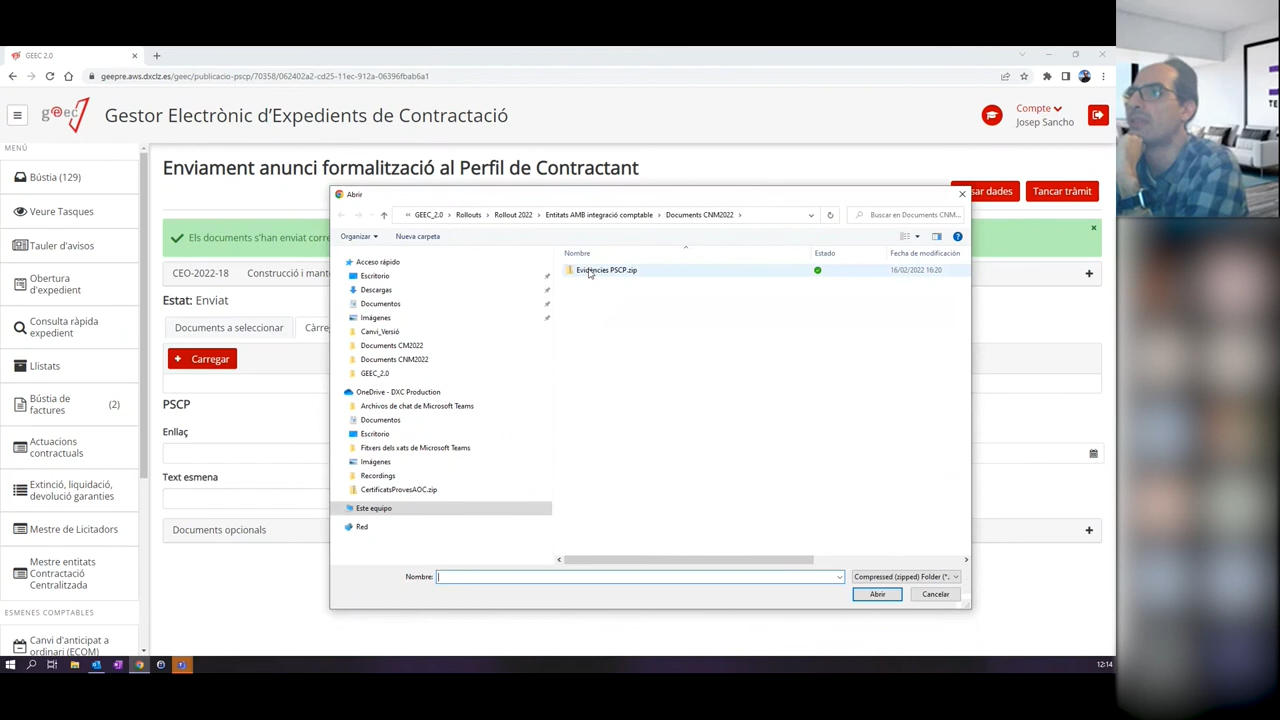 GEEC 2.0
geepre.aws.dxclz.es/geec/publicacio-pscp/70358/062402a2-cd25-11ec-912a-06396fbab6a1
geec
Gestor Electrònic d'Expedients de Contractació
Compte
Josep Sancho
MENÚ
Bústia (129)
Veure Tasques
Tauler d'avisos
Obertura
d'expedient
Consulta ràpida
expedient
Llistats
Bústia de
factures
(2)
Actuacions
contractuals
Extinció, liquidació,
devolució garanties
Mestre de Licitadors
Mestre entitats
Contractació
Centralitzada
ESMENES COMPTABLES
Canvi d'anticipat a
ordinari (ECOM)
Enviament anunci formalització al Perfil de Contractant
sar dades
Tancar tràmit
Els documents s'han enviat corre
CEO-2022-18
Construcció i mant
Estat: Enviat
Documents a seleccionar
Càrre
Carregar
PSCP
Enllaç
Text esmena
Documents opcionals
Abrir
« GEEC_2.0 > Rollouts > Rollout 2022 > Entitats AMB integració comptable > Documents CNM2022 >
Buscar en Documents CNM...
Organizar
Nueva carpeta
Nombre
Estado
Fecha de modificación
Evidències PSCP.zip
16/02/2022 16:20
Acceso rápido
Escritorio
Descargas
Documentos
Imágenes
Canvi_Versió
Documents CM2022
Documents CNM2022
GEEC_2.0
OneDrive - DXC Production
Archivos de chat de Microsoft Teams
Documentos
Escritorio
Fitxers dels xats de Microsoft Teams
Imágenes
Recordings
CertificatsProvesAOC.zip
Este equipo
Red
Nombre:
Compressed (zipped) Folder (*.
Abrir
Cancelar
12:14